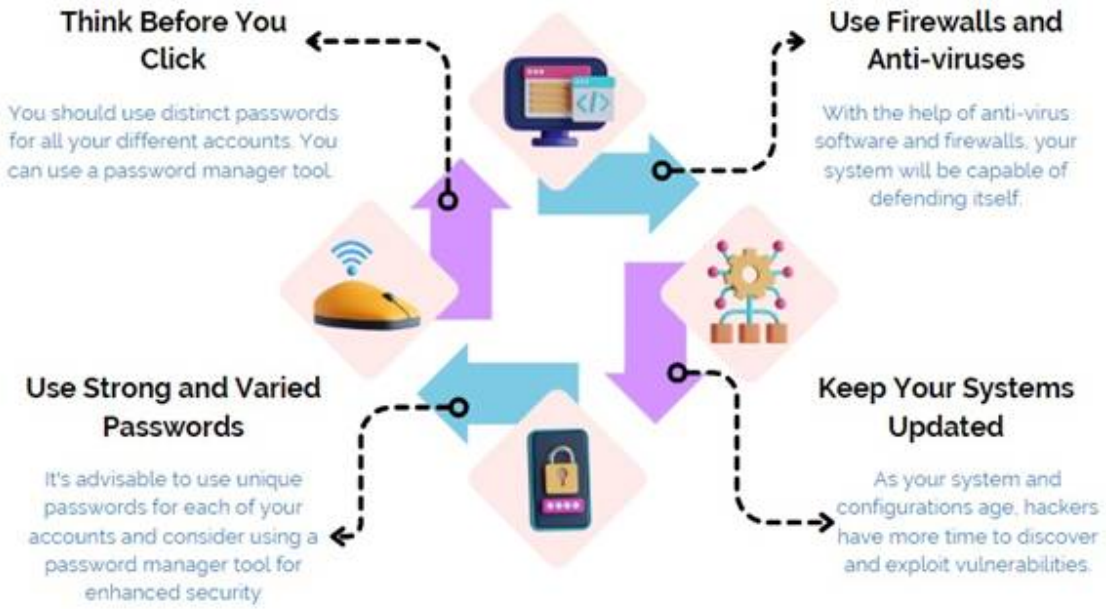 Think Before You
Click
You should use distinct passwords
for all your different accounts. You
can use a password manager tool.
Use Firewalls and
Anti-viruses
With the help of anti-virus
software and firewalls, your
system will be capable of
defending itself.
Use Strong and Varied
Passwords
It's advisable to use unique
passwords for each of your
accounts and consider using a
password manager tool for
enhanced security
Keep Your Systems
Updated
As your system and
configurations age, hackers
have more time to discover
and exploit vulnerabilities.